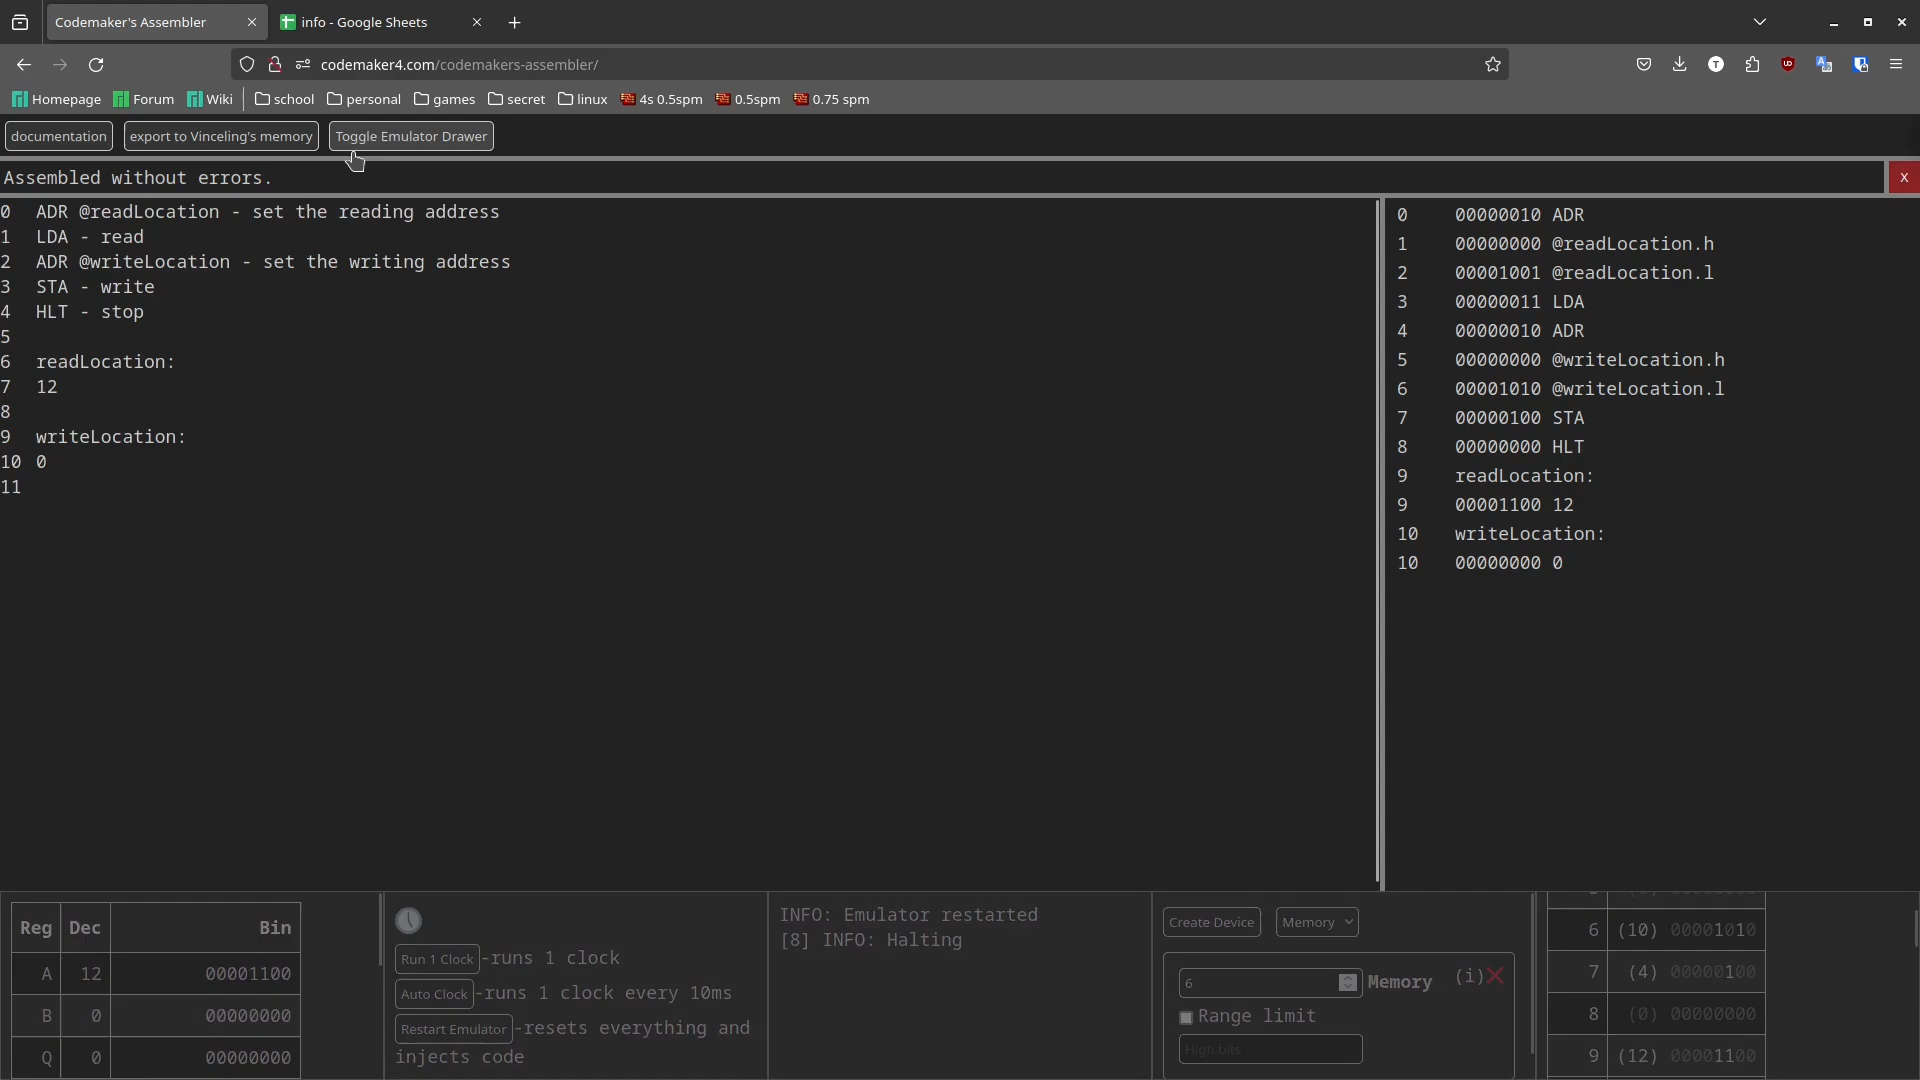 Codemaker's Assembler
info - Google Sheets
codemaker4.com/codemakers-assembler/
Homepage Forum Wiki school personal games secret linux 4s 0.5spm 0.5spm 0.75 spm
documentation export to Vinceling's memory Toggle Emulator Drawer
Assembled without errors.
X
0 ADR @readLocation - set the reading address
1 LDA - read
2 ADR @writeLocation - set the writing address
3 STA - write
4 HLT - stop
5
6 readLocation:
7 12
8
9 writeLocation:
10 0
11
0 00000010 ADR
1 00000000 @readLocation.h
2 00001001 @readLocation.l
3 00000011 LDA
4 00000010 ADR
5 00000000 @writeLocation.h
6 00001010 @writeLocation.l
7 00000100 STA
8 00000000 HLT
9 readLocation:
9 00001100 12
10 writeLocation:
10 00000000 0
Reg Dec Bin
A 12 00001100
B 0 00000000
Q 0 00000000
Run 1 Clock -runs 1 clock
Auto Clock -runs 1 clock every 10ms
Restart Emulator -resets everything and
injects code
INFO: Emulator restarted
[8] INFO: Halting
Create Device Memory
6 Memory (i)
Range limit
High bits
6 (10) 00001010
7 (4) 00000100
8 (0) 00000000
9 (12) 00001100